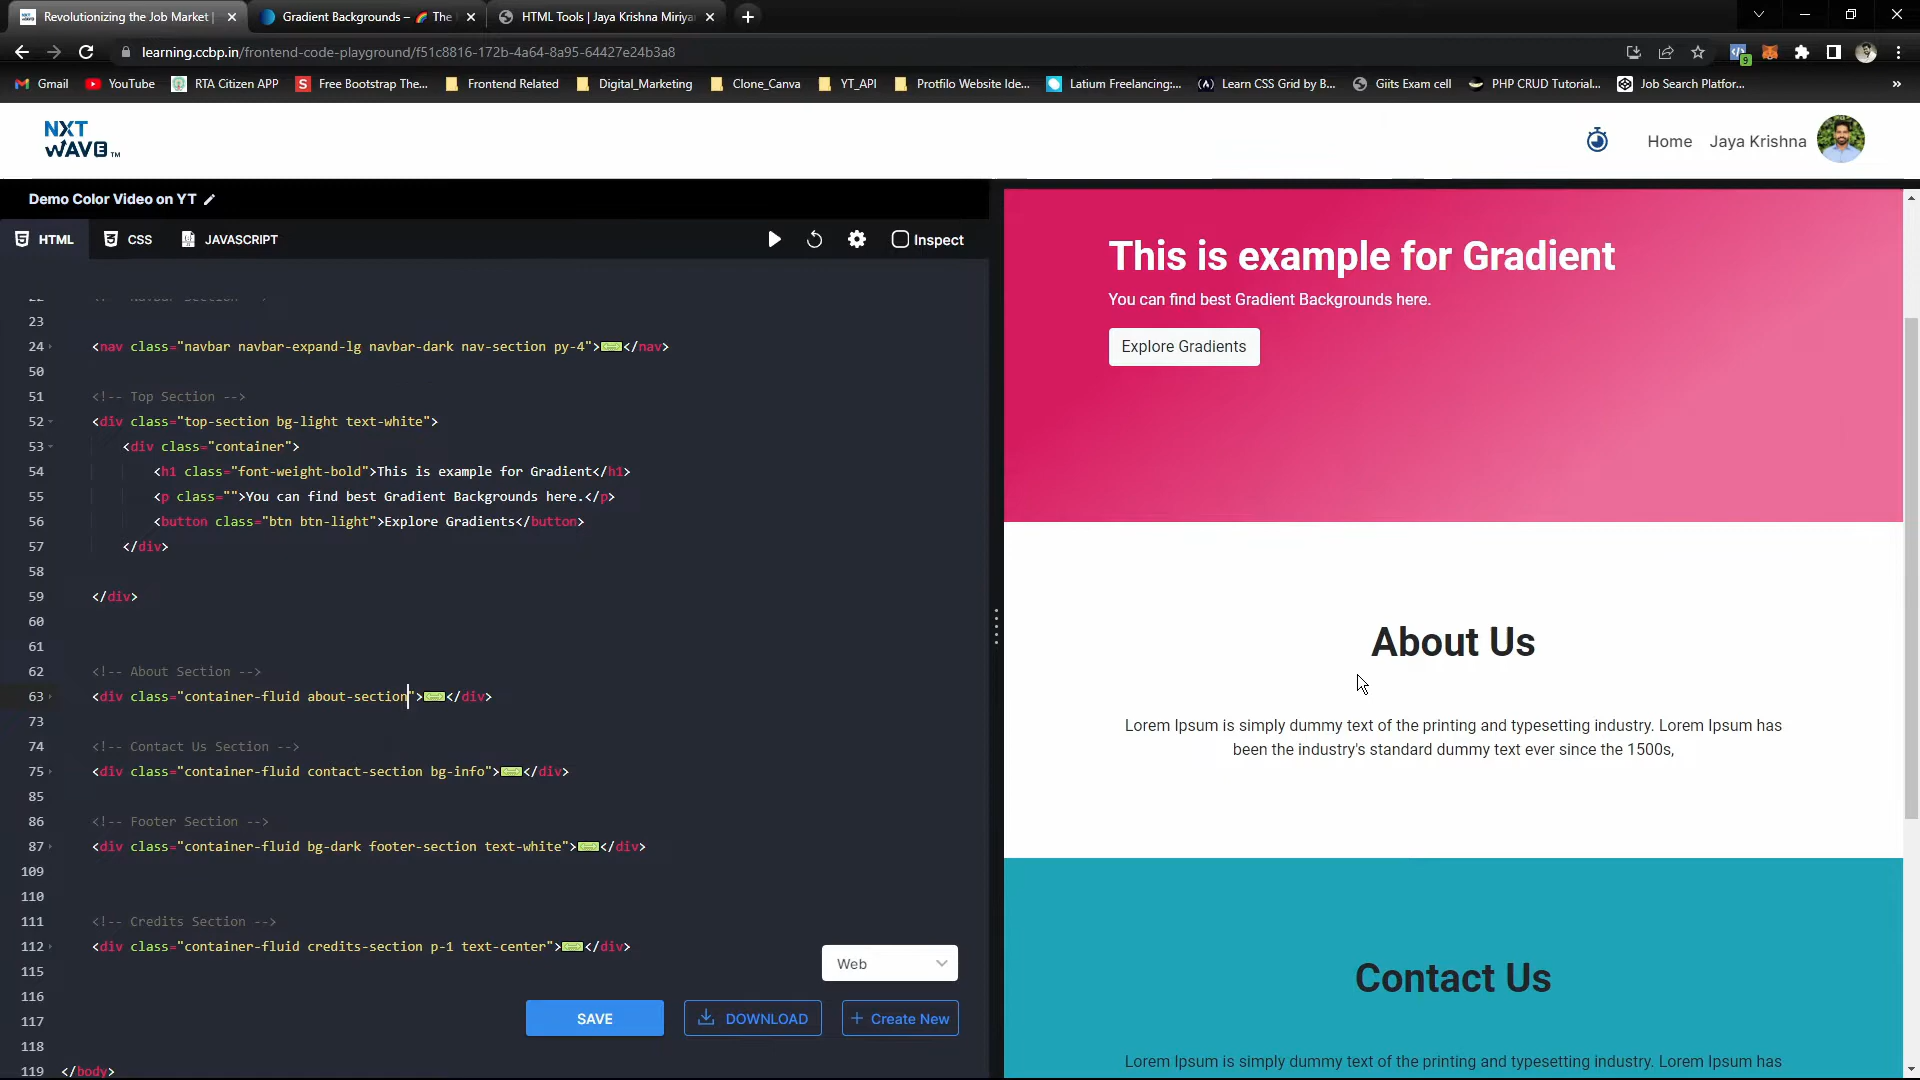 Revolutionizing the Job Market |
Gradient Backgrounds – 🌈 The
HTML Tools | Jaya Krishna Miriya
learning.ccbp.in/frontend-code-playground/f51c8816-172b-4a64-8a95-64427e24b3a8
9
Gmail
YouTube
RTA Citizen APP
Free Bootstrap The...
Frontend Related
Digital_Marketing
Clone_Canva
YT_API
Proftilo Website Ide...
Latium Freelancing:...
Learn CSS Grid by B...
Giits Exam cell
PHP CRUD Tutorial...
Job Search Platfor...
»
NXT
WAVE™
Home
Jaya Krishna
Demo Color Video on YT
HTML
CSS
JAVASCRIPT
Inspect
22 <!-- Navbar Section -->
23
24 <nav class="navbar navbar-expand-lg navbar-dark nav-section py-4"></nav>
50
51 <!-- Top Section -->
52 <div class="top-section bg-light text-white">
53 <div class="container">
54 <h1 class="font-weight-bold">This is example for Gradient</h1>
55 <p class="">You can find best Gradient Backgrounds here.</p>
56 <button class="btn btn-light">Explore Gradients</button>
57 </div>
58
59 </div>
60
61
62 <!-- About Section -->
63 <div class="container-fluid about-section"></div>
73
74 <!-- Contact Us Section -->
75 <div class="container-fluid contact-section bg-info"></div>
85
86 <!-- Footer Section -->
87 <div class="container-fluid bg-dark footer-section text-white"></div>
109
110
111 <!-- Credits Section -->
112 <div class="container-fluid credits-section p-1 text-center"></div>
115
116
117
118
119 </body>
Web
SAVE
DOWNLOAD
+ Create New
This is example for Gradient
You can find best Gradient Backgrounds here.
Explore Gradients
About Us
Lorem Ipsum is simply dummy text of the printing and typesetting industry. Lorem Ipsum has
been the industry's standard dummy text ever since the 1500s,
Contact Us
Lorem Ipsum is simply dummy text of the printing and typesetting industry. Lorem Ipsum has